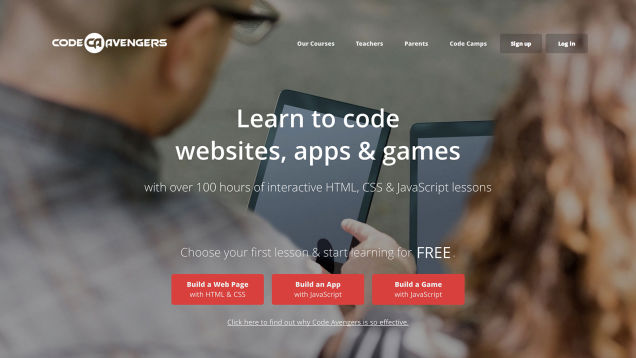 CODE CA AVENGERS
Our Courses
Teachers
Parents
Code Camps
Sign up
Log in
Learn to code
websites, apps & games
with over 100 hours of interactive HTML, CSS & JavaScript lessons
Choose your first lesson & start learning for FREE.
Build a Web Page
with HTML & CSS
Build an App
with JavaScript
Build a Game
with JavaScript
Click here to find out why Code Avengers is so effective.